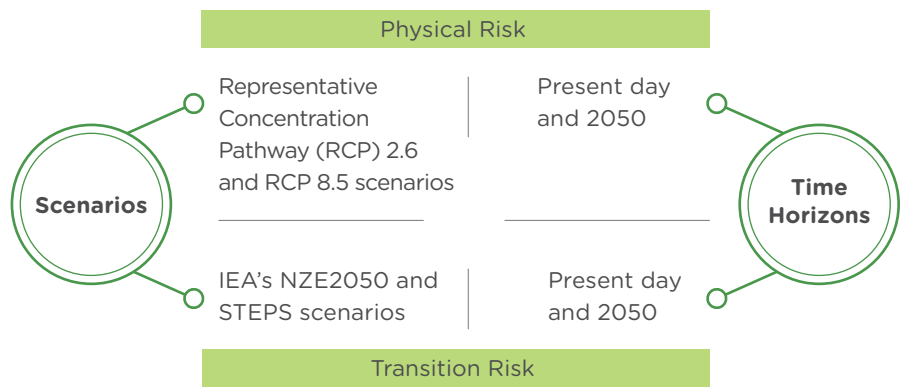 Physical Risk
Representative
Concentration
Pathway (RCP) 2.6
and RCP 8.5 scenarios
Present day
and 2050
Scenarios
Time
Horizons
IEA's NZE2050 and
STEPS scenarios
Present day
and 2050
Transition Risk